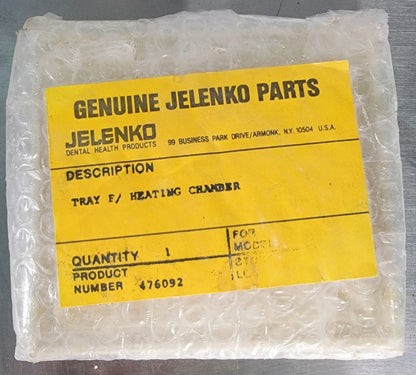 GENUINE JELENKO PARTS
JELENKO
DENTAL HEALTH PRODUCTS
99 BUSINESS PARK DRIVE/ARMONK, N.Y. 10504 U.S.A.
DESCRIPTION
TRAY F/ HEATING CHAMBER
QUANTITY 1
FOR
PRODUCT
NUMBER 476092